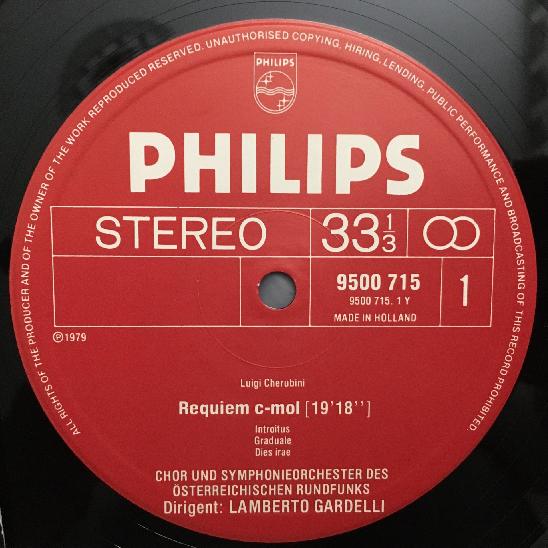 ALL RIGHTS OF THE PRODUCER AND OF THE OWNER OF THE WORK REPRODUCED RESERVED. UNAUTHORISED COPYING, HIRING, LENDING, PUBLIC PERFORMANCE AND BROADCASTING OF THIS RECORD PROHIBITED.
PHILIPS
PHILIPS
STEREO 33 1/3
9500 715 1
9500 715. 1 Y
MADE IN HOLLAND
Ⓟ1979
Luigi Cherubini
Requiem c-mol [19'18'']
Introitus
Graduale
Dies irae
CHOR UND SYMPHONIEORCHESTER DES
ÖSTERREICHISCHEN RUNDFUNKS
Dirigent: LAMBERTO GARDELLI